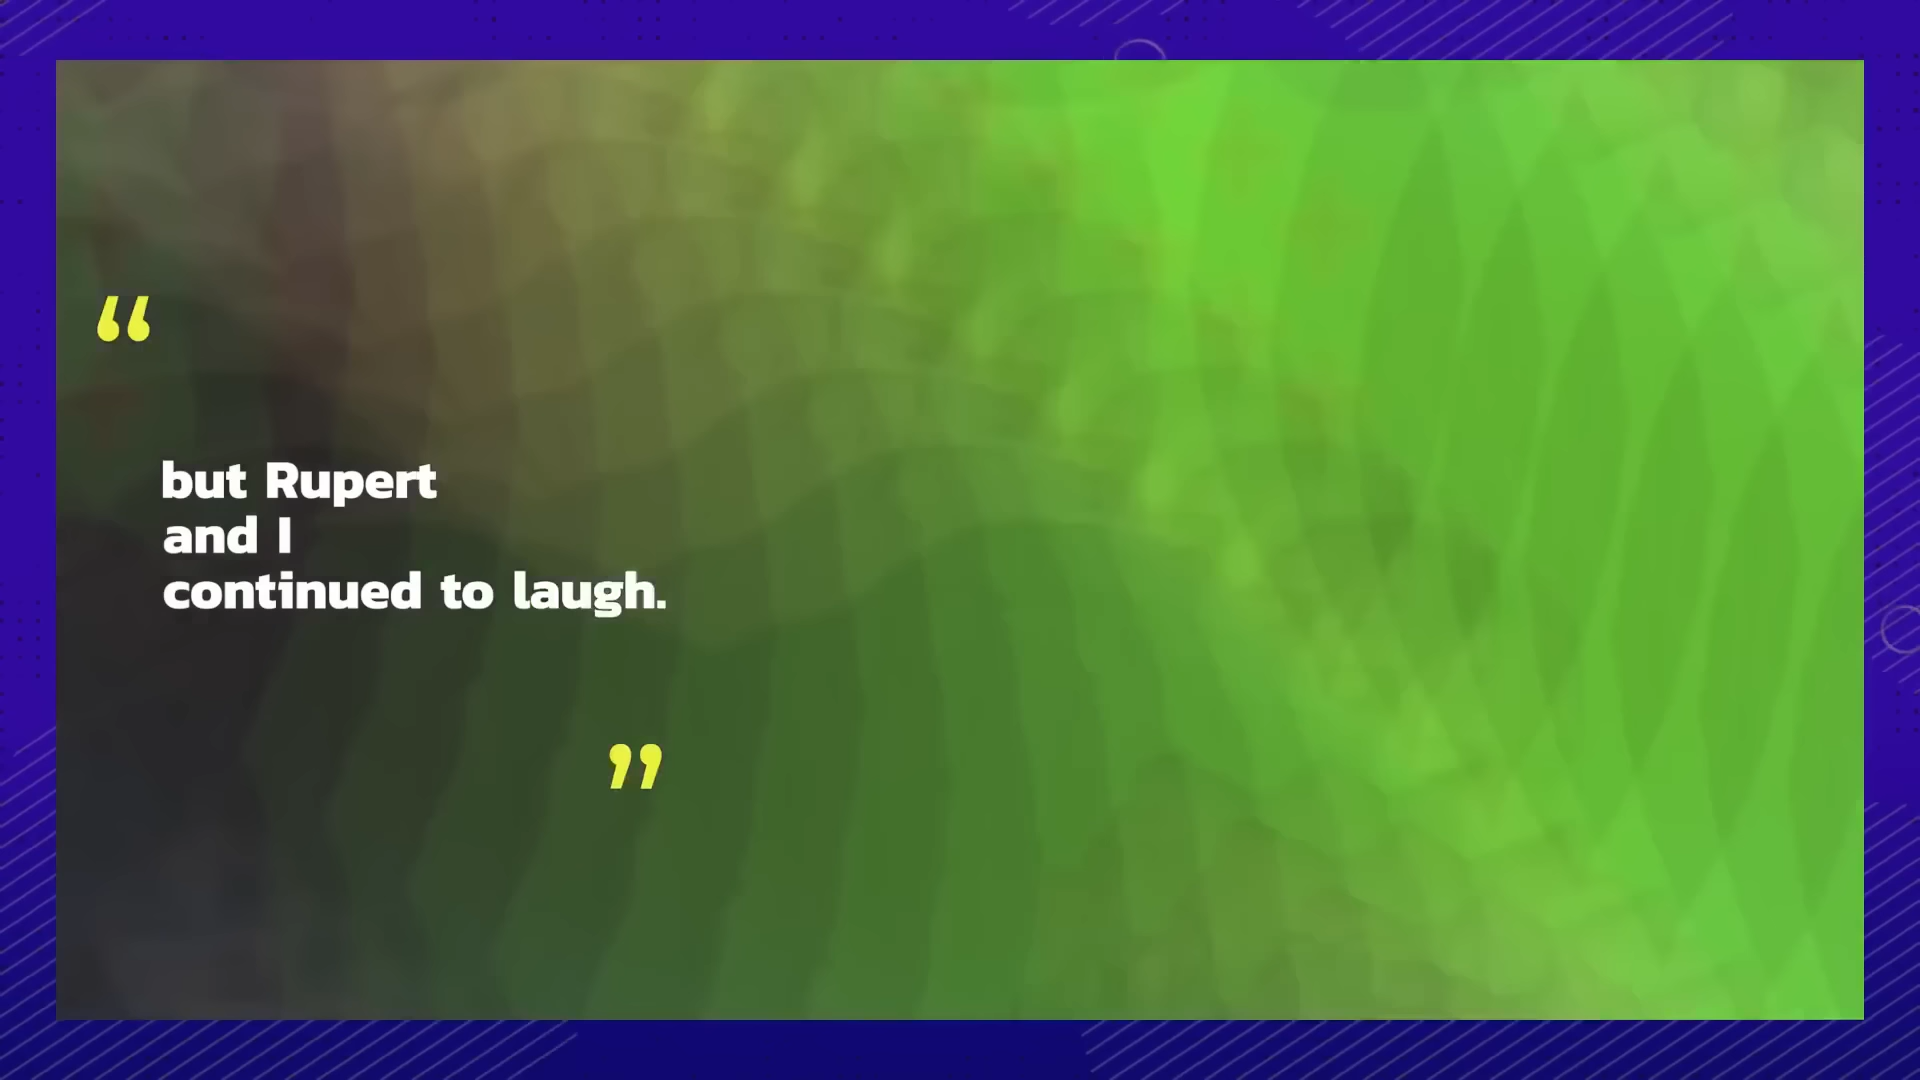 “
but Rupert
and I
continued to laugh.
”